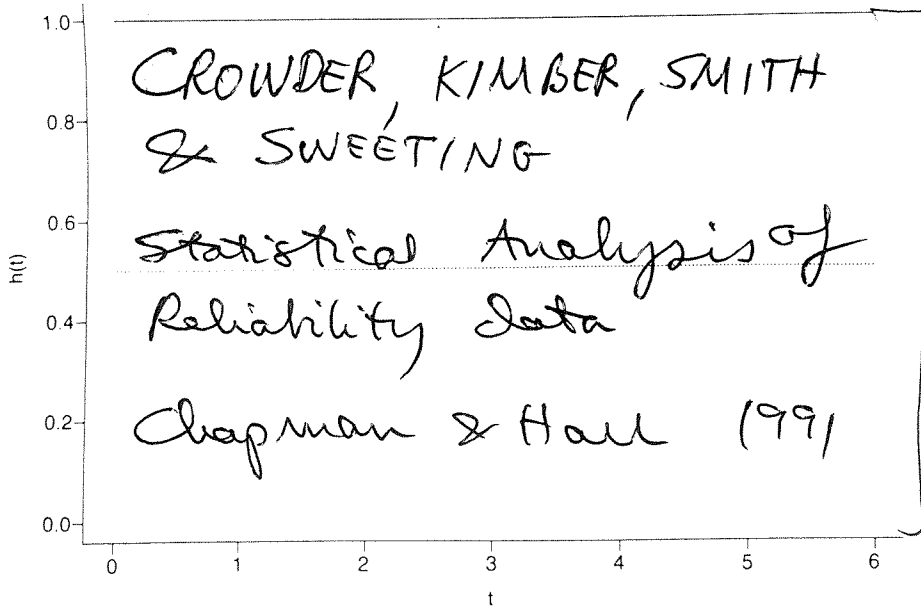 1.0
CROWDER, KIMBER, SMITH
0.8
& SWEETING
0.6
Statistical Analysis of
h(t)
0.4
Reliability data
0.2
Chapman & Hall 1991
0.0
0 1 2 3 4 5 6
t